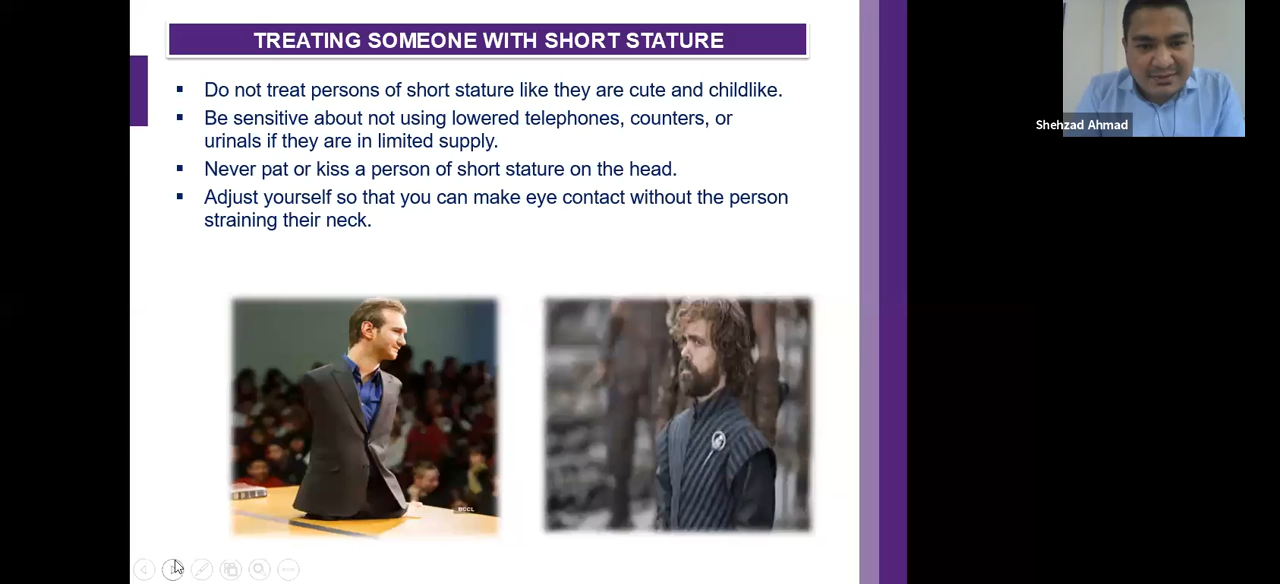 TREATING SOMEONE WITH SHORT STATURE
▪ Do not treat persons of short stature like they are cute and childlike.
▪ Be sensitive about not using lowered telephones, counters, or
urinals if they are in limited supply.
▪ Never pat or kiss a person of short stature on the head.
▪ Adjust yourself so that you can make eye contact without the person
straining their neck.
Shehzad Ahmad
BCCL